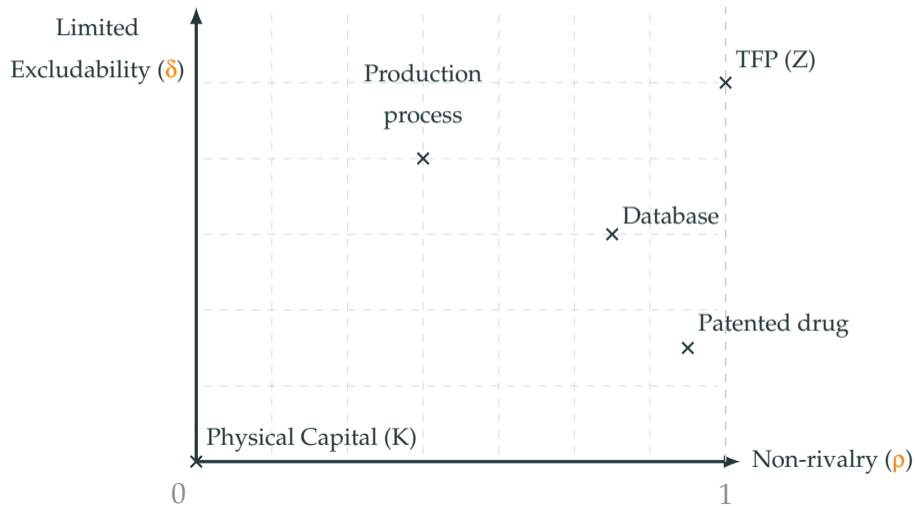 Limited
Excludability (δ)
TFP (Z)
Production
process
Database
Patented drug
Physical Capital (K)
Non-rivalry (ρ)
0
1